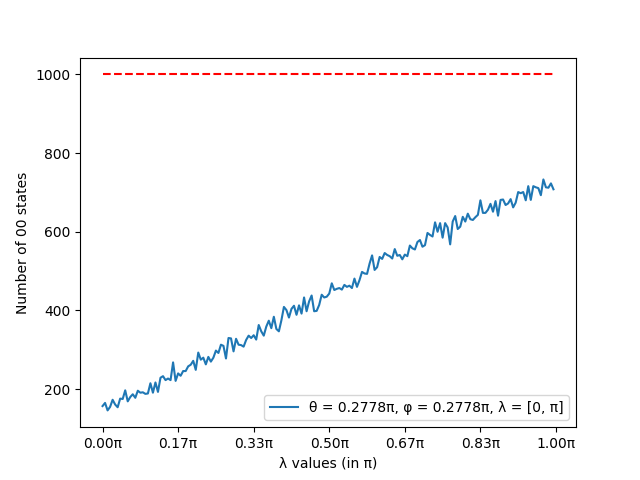 1000
800
600
400
200
Number of 00 states
θ = 0.2778π, φ = 0.2778π, λ = [0, π]
0.00π 0.17π 0.33π 0.50π 0.67π 0.83π 1.00π
λ values (in π)